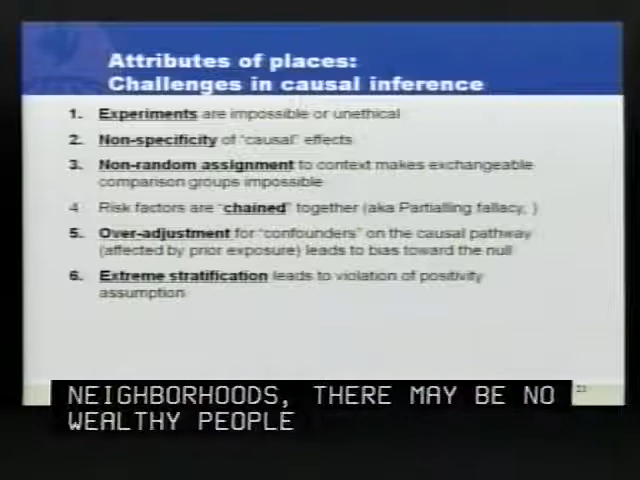 Attributes of places:
Challenges in causal inference
1. Experiments are impossible or unethical
2. Non-specificity of "causal" effects
3. Non-random assignment to context makes exchangeable
comparison groups impossible
4 Risk factors are "chained" together (aka Partialling fallacy, )
5. Over-adjustment for "confounders" on the causal pathway
(affected by prior exposure) leads to bias toward the null
6. Extreme stratification leads to violation of positivity
assumption
NEIGHBORHOODS, THERE MAY BE NO
WEALTHY PEOPLE